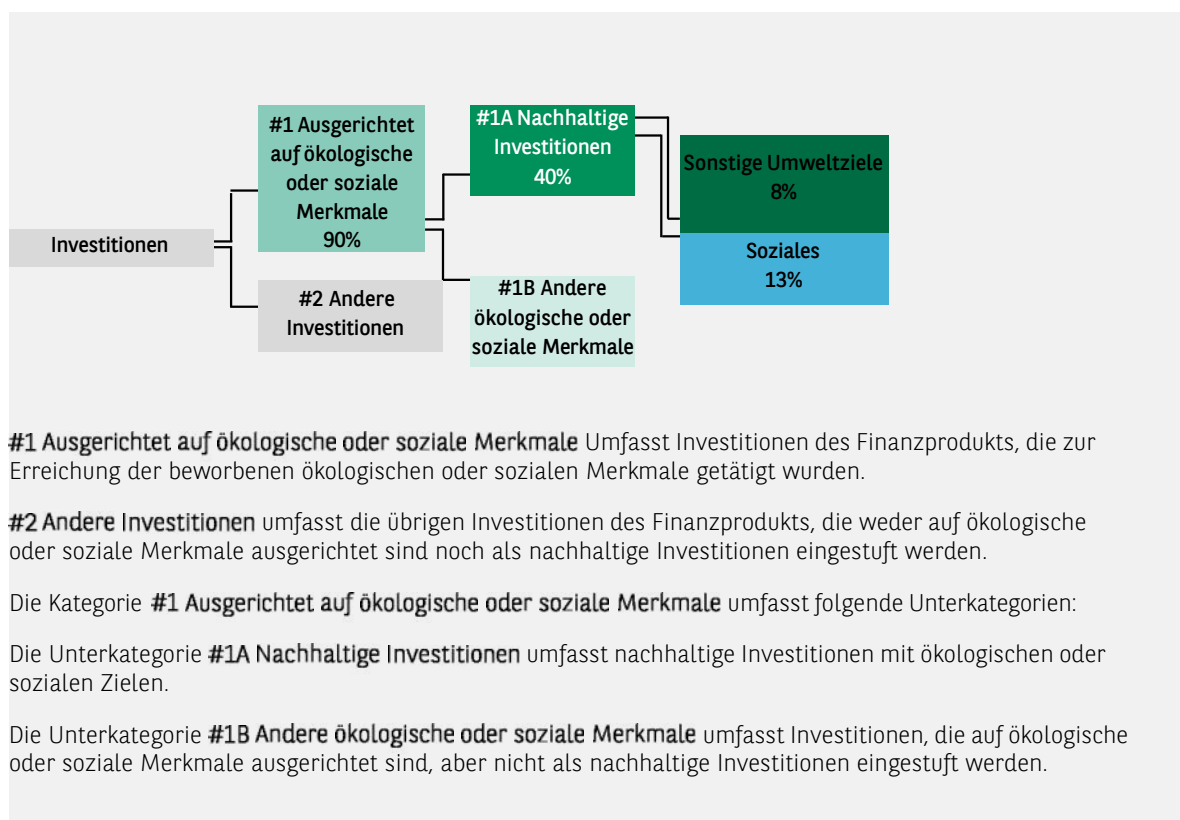 #1 Ausgerichtet
auf ökologische
oder soziale
Merkmale
90%
#1A Nachhaltige
Investitionen
40%
Sonstige Umweltziele
8%
Investitionen
Soziales
13%
#2 Andere
Investitionen
#1B Andere
ökologische oder
soziale Merkmale
#1 Ausgerichtet auf ökologische oder soziale Merkmale Umfasst Investitionen des Finanzprodukts, die zur
Erreichung der beworbenen ökologischen oder sozialen Merkmale getätigt wurden.
#2 Andere Investitionen umfasst die übrigen Investitionen des Finanzprodukts, die weder auf ökologische
oder soziale Merkmale ausgerichtet sind noch als nachhaltige Investitionen eingestuft werden.
Die Kategorie #1 Ausgerichtet auf ökologische oder soziale Merkmale umfasst folgende Unterkategorien:
Die Unterkategorie #1A Nachhaltige Investitionen umfasst nachhaltige Investitionen mit ökologischen oder
sozialen Zielen.
Die Unterkategorie #1B Andere ökologische oder soziale Merkmale umfasst Investitionen, die auf ökologische
oder soziale Merkmale ausgerichtet sind, aber nicht als nachhaltige Investitionen eingestuft werden.